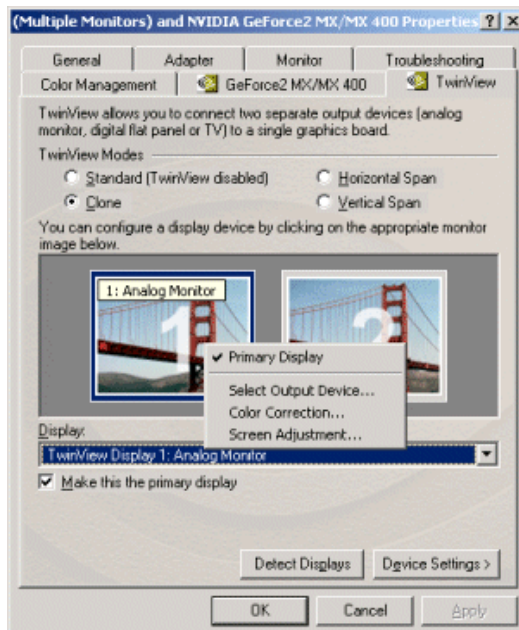 (Multiple Monitors) and NVIDIA GeForce2 MX/MX 400 Properties
General Adapter Monitor Troubleshooting
Color Management GeForce2 MX/MX 400 TwinView
TwinView allows you to connect two separate output devices (analog
monitor, digital flat panel or TV) to a single graphics board.
TwinView Modes
Standard (TwinView disabled) Horizontal Span
Clone Vertical Span
You can configure a display device by clicking on the appropriate monitor
image below.
1: Analog Monitor
1 2
Primary Display
Select Output Device...
Color Correction...
Screen Adjustment...
Display:
TwinView Display 1: Analog Monitor
Make this the primary display
Detect Displays Device Settings >
OK Cancel Apply